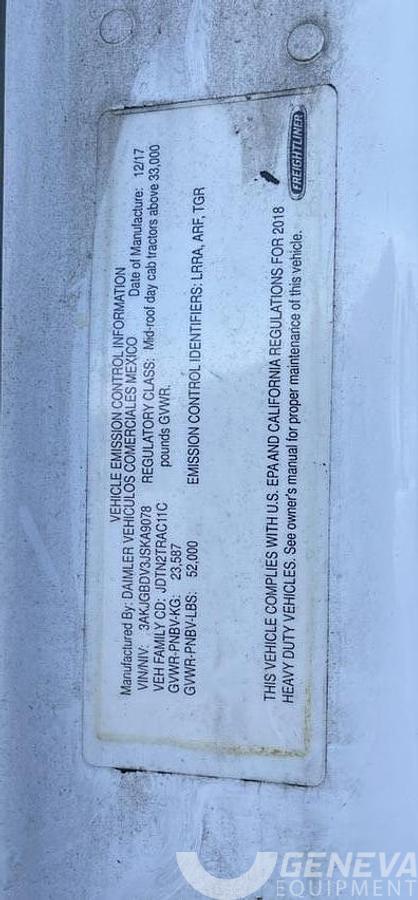 VEHICLE EMISSION CONTROL INFORMATION
Manufactured By: DAIMLER VEHICULOS COMERCIALES MEXICO Date of Manufacture: 12/17
VIN/NIV: 3AKJGBDV3JSKA9078 REGULATORY CLASS: Mid-roof day cab tractors above 33,000
VEH FAMILY CD: JDTN2TRAC11C pounds GVWR.
GVWR-PNBV-KG: 23,587
GVWR-PNBV-LBS: 52,000 EMISSION CONTROL IDENTIFIERS: LRRA, ARF, TGR
THIS VEHICLE COMPLIES WITH U.S. EPA AND CALIFORNIA REGULATIONS FOR 2018
HEAVY DUTY VEHICLES. See owner's manual for proper maintenance of this vehicle.
FREIGHTLINER
GENEVA
EQUIPMENT